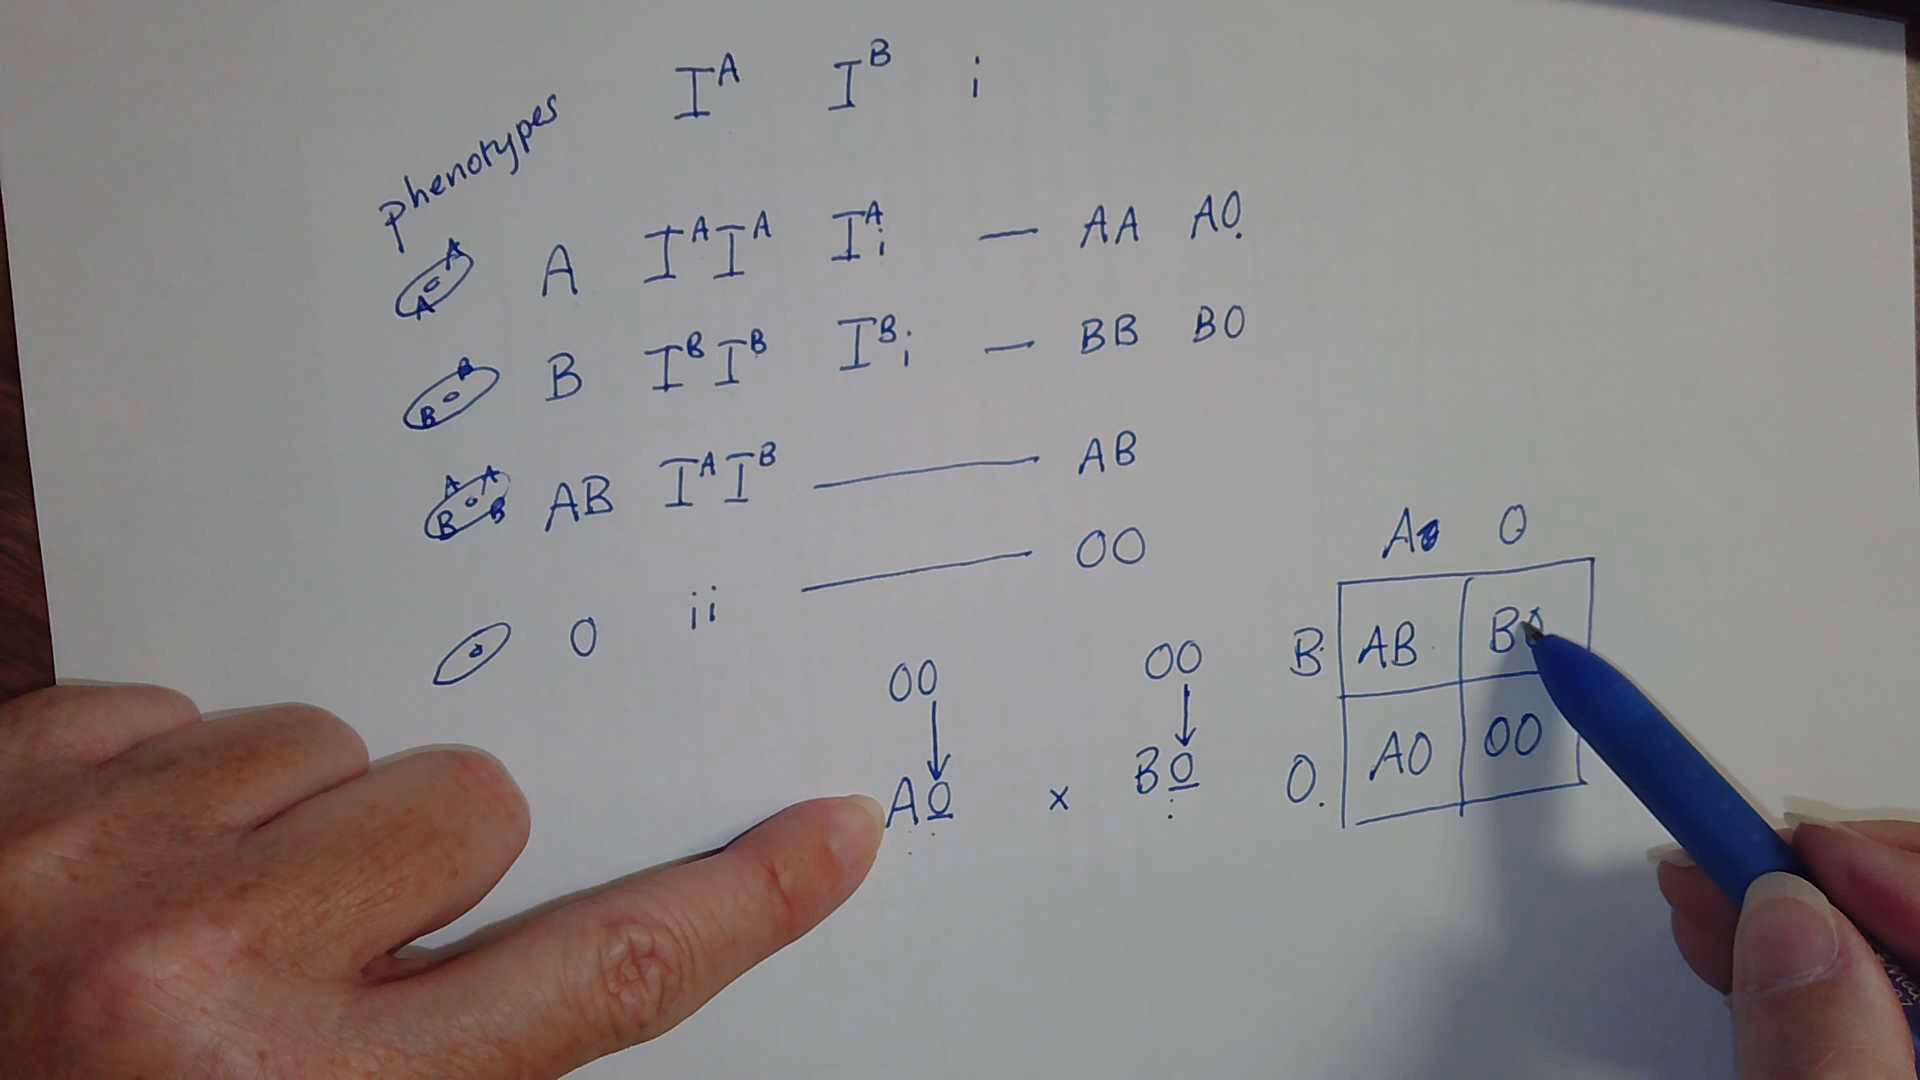 I^A I^B i
phenotypes
A A A I^A I^A I^A i — AA AO.
B B B I^B I^B I^B i — BB BO
A A B B AB I^A I^B — AB
O ii — OO
A O
OO OO B. AB. BO
AO x BO O. AO OO